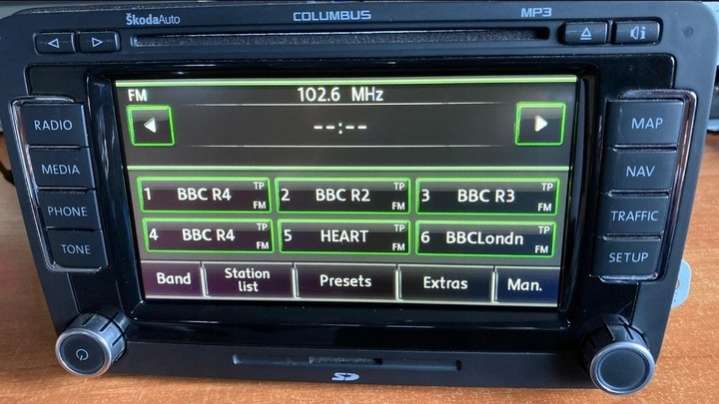 ŠkodaAuto COLUMBUS MP3
RADIO
MEDIA
PHONE
TONE
FM 102.6 MHz
--:--
1 BBC R4 TP FM
2 BBC R2 TP FM
3 BBC R3 TP FM
4 BBC R4 TP FM
5 HEART TP FM
6 BBCLondn TP FM
Band
Station
list
Presets
Extras
Man.
MAP
NAV
TRAFFIC
SETUP
SD